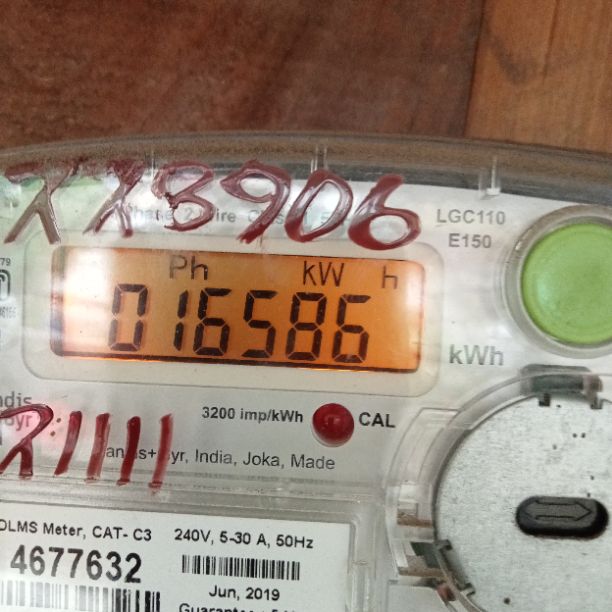 XX8906
LGC110
E150
Ph kW h
016586
kWh
3200 imp/kWh CAL
R1111
India, Joka, Made
DLMS Meter, CAT- C3 240V, 5-30 A, 50Hz
4677632
Jun, 2019